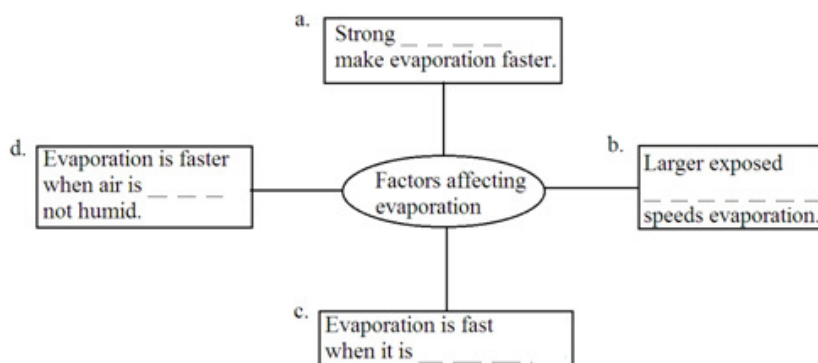 a.
Strong _ _ _ _ _
make evaporation faster.
d.
Evaporation is faster
when air is _ _ _
not humid.
Factors affecting
evaporation
b.
Larger exposed
_ _ _ _ _ _ _ _ _ _ _
speeds evaporation.
c.
Evaporation is fast
when it is _ _ _ _ _